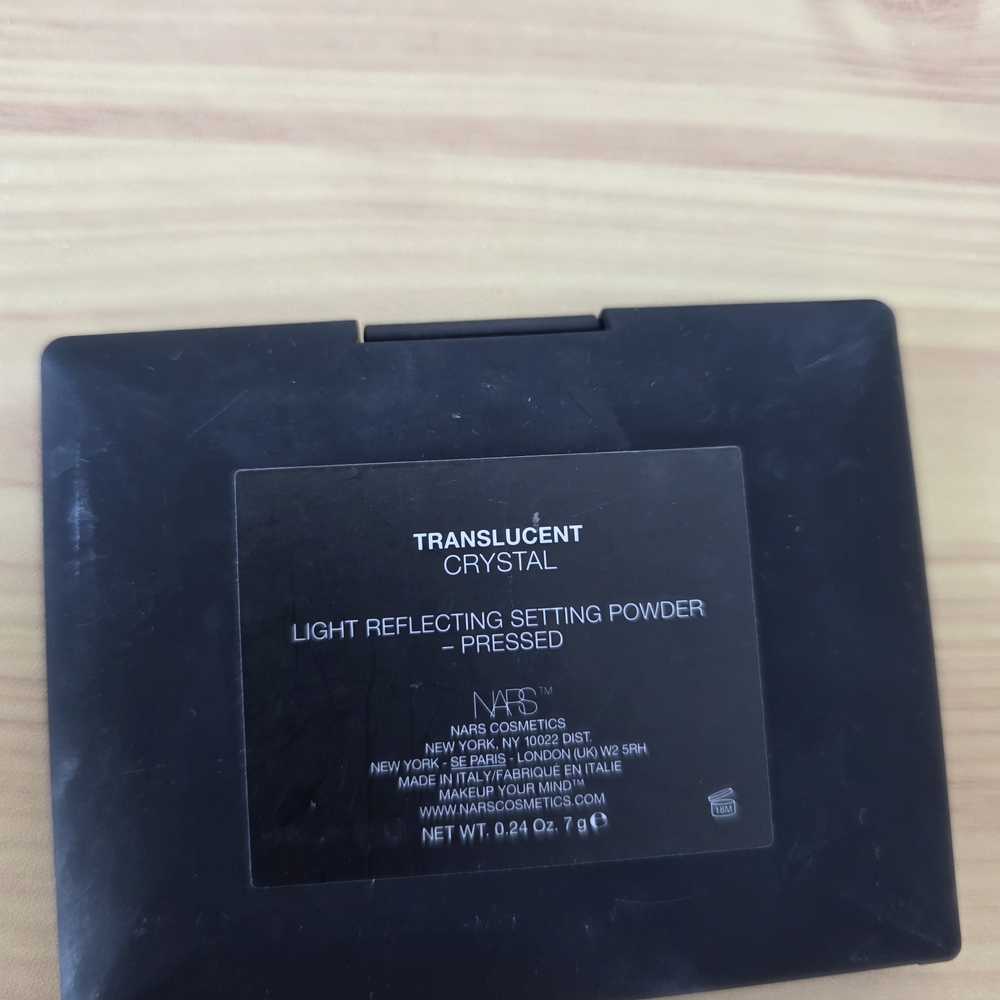 TRANSLUCENT
CRYSTAL
LIGHT REFLECTING SETTING POWDER
– PRESSED
NARS™
NARS COSMETICS
NEW YORK, NY 10022 DIST.
NEW YORK - SE PARIS - LONDON (UK) W2 5RH
MADE IN ITALY/FABRIQUÉ EN ITALIE
MAKEUP YOUR MIND™
WWW.NARSCOSMETICS.COM
NET WT. 0.24 Oz. 7 g ℮
18M